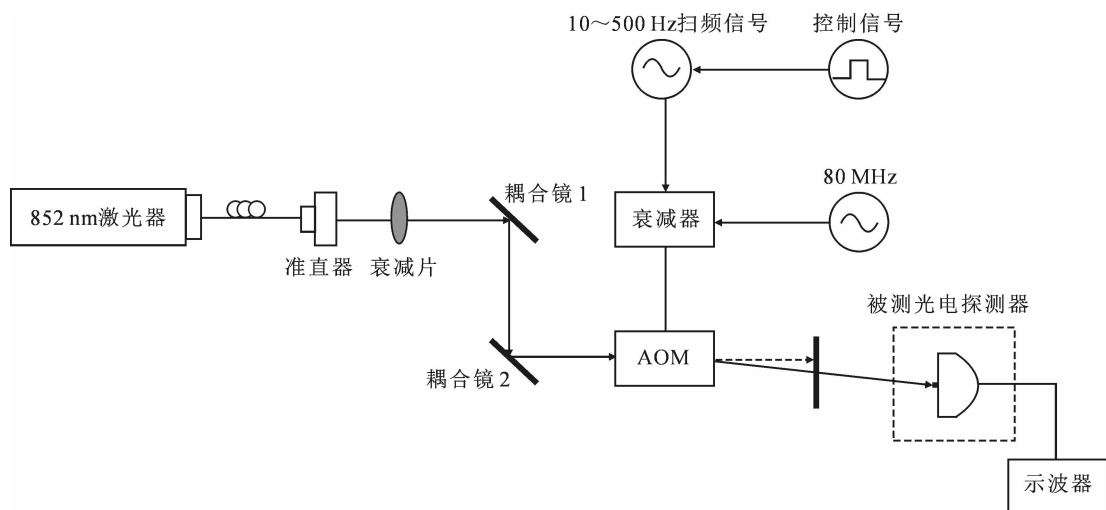 10～500 Hz扫频信号
控制信号
852 nm激光器
准直器
衰减片
耦合镜1
衰减器
80 MHz
耦合镜2
AOM
被测光电探测器
示波器